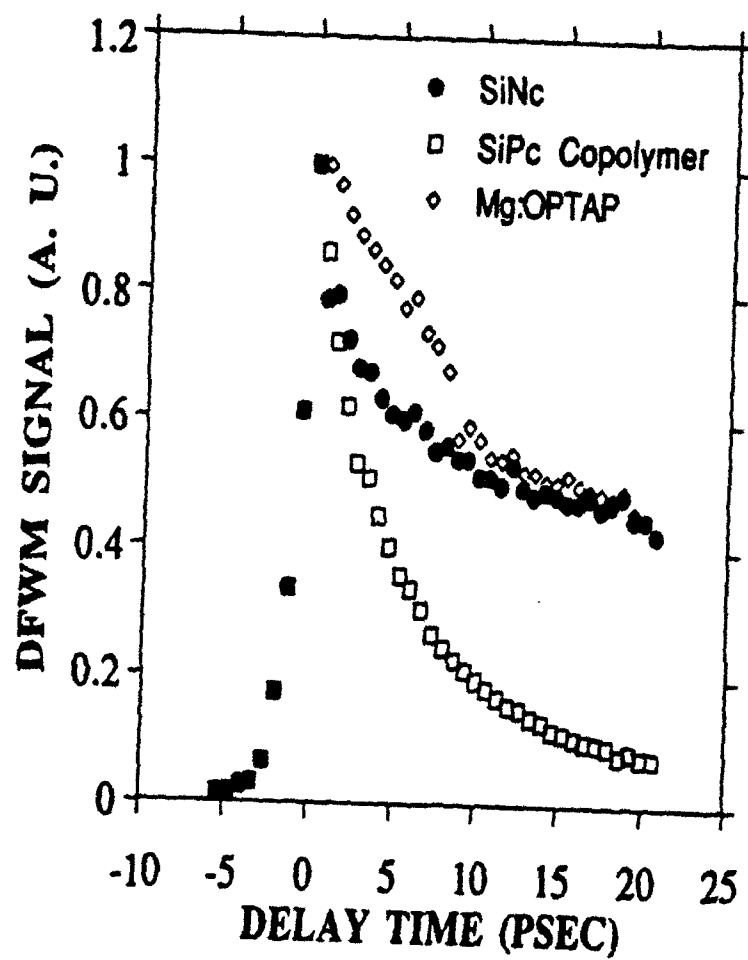 1.2
1
0.8
0.6
0.4
0.2
0
DFWM SIGNAL (A. U.)
SiNc
SiPc Copolymer
Mg:OPTAP
-10 -5 0 5 10 15 20 25
DELAY TIME (PSEC)